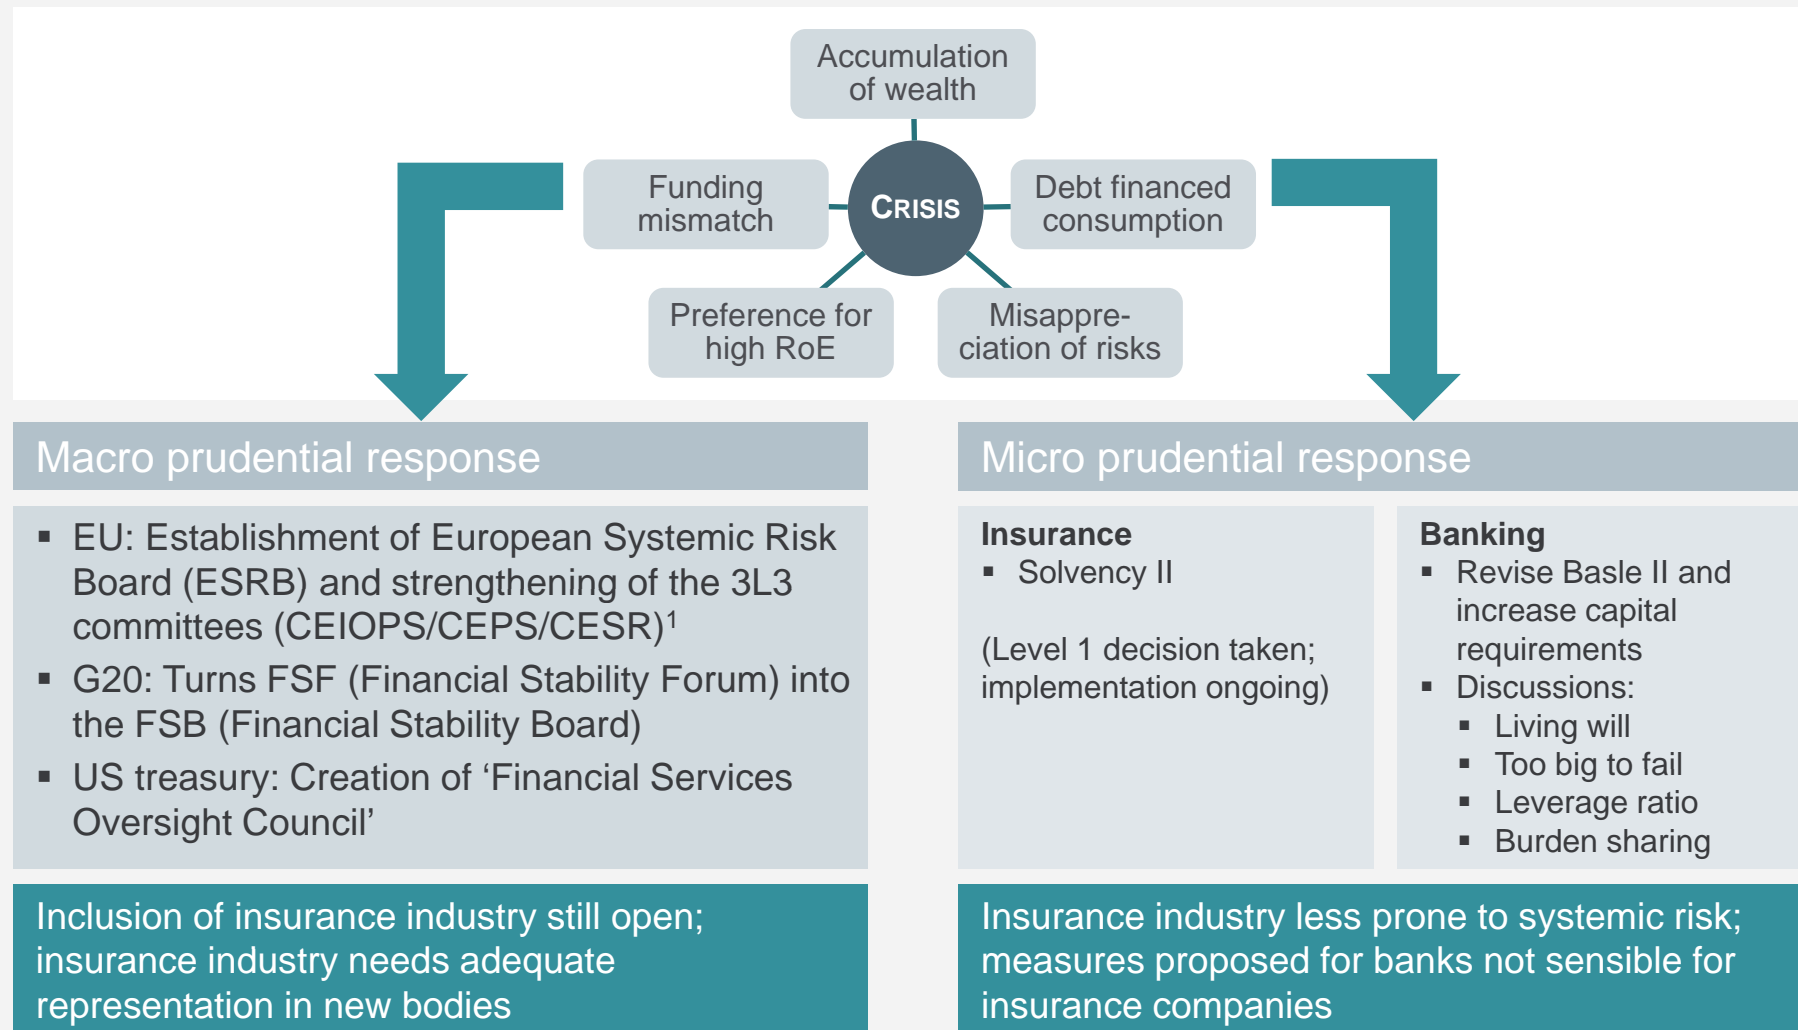 Accumulation
of wealth
Funding
mismatch
CRISIS
Debt financed
consumption
Preference for
high RoE
Misappre-
ciation of risks
Macro prudential response
▪ EU: Establishment of European Systemic Risk
Board (ESRB) and strengthening of the 3L3
committees (CEIOPS/CEPS/CESR)¹
▪ G20: Turns FSF (Financial Stability Forum) into
the FSB (Financial Stability Board)
▪ US treasury: Creation of ‘Financial Services
Oversight Council’
Inclusion of insurance industry still open;
insurance industry needs adequate
representation in new bodies
Micro prudential response
Insurance
▪ Solvency II
(Level 1 decision taken;
implementation ongoing)
Banking
▪ Revise Basle II and
increase capital
requirements
▪ Discussions:
▪ Living will
▪ Too big to fail
▪ Leverage ratio
▪ Burden sharing
Insurance industry less prone to systemic risk;
measures proposed for banks not sensible for
insurance companies